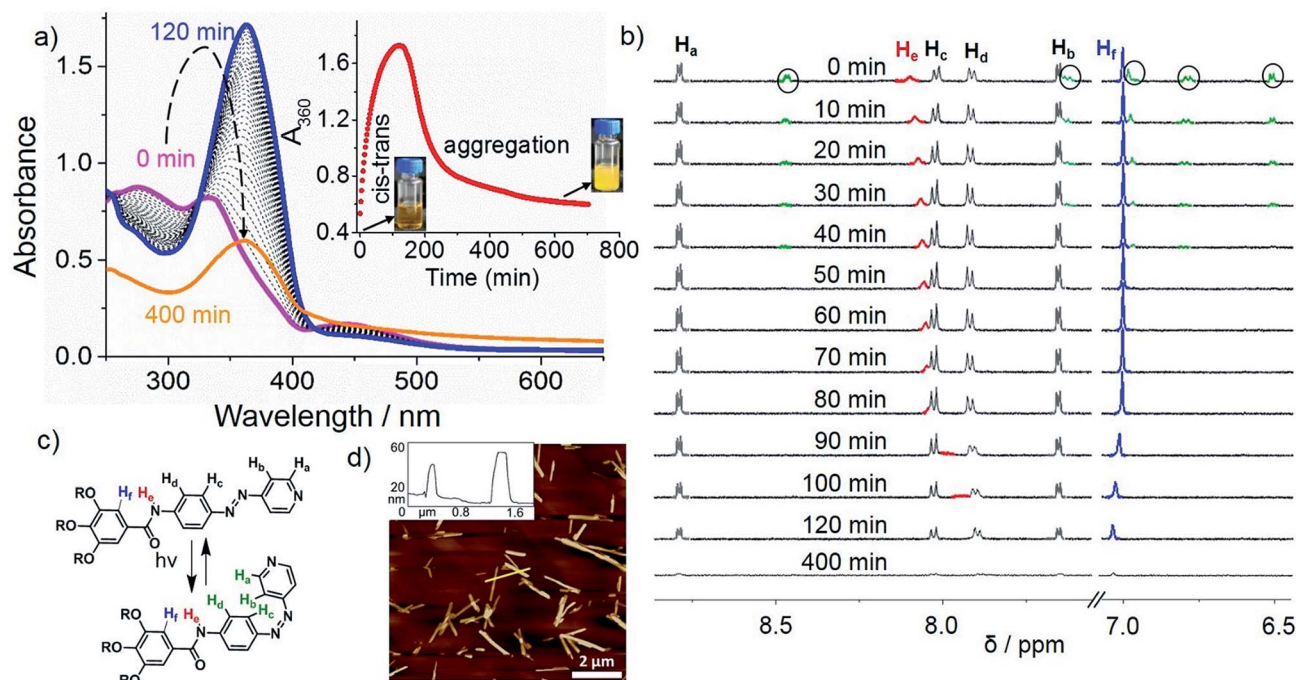 a)
120 min
0 min
400 min
Absorbance
1.5
1.0
0.5
0.0
300
400
500
600
Wavelength / nm
A360
1.6
1.2
0.8
0.4
cis-trans
aggregation
0
200
400
600
800
Time (min)
b)
Ha
He
Hc
Hd
Hb
Hf
0 min
10 min
20 min
30 min
40 min
50 min
60 min
70 min
80 min
90 min
100 min
120 min
400 min
8.5
8.0
7.0
6.5
δ / ppm
c)
Hb
Ha
Hd
Hc
N
N
N
Hf
He
N
RO
RO
RO
O
hν
N
Ha
Hb
Hd
Hc
N
N
Hf
He
N
RO
RO
RO
O
d)
60
20
nm
0
µm
0.8
1.6
2 µm